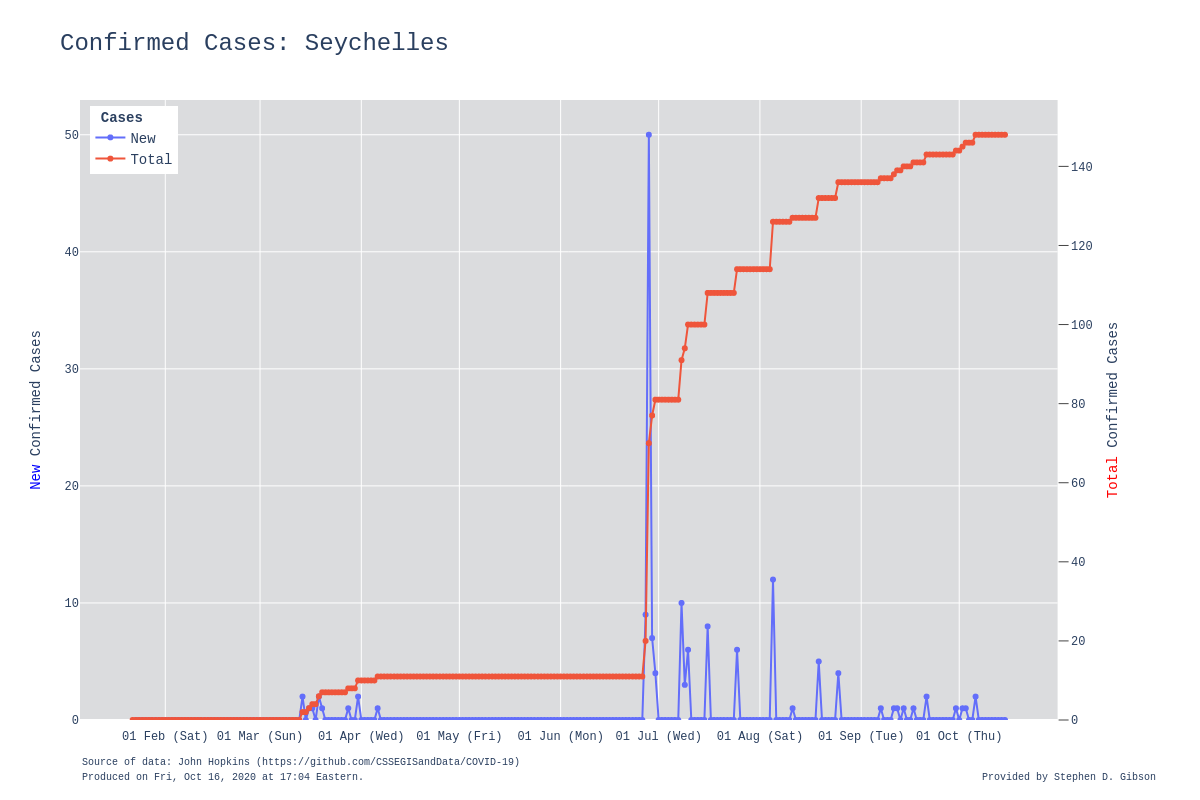 Confirmed Cases: Seychelles
Cases
New
Total
50
40
30
20
10
0
140
120
100
80
60
40
20
0
New Confirmed Cases
Total Confirmed Cases
01 Feb (Sat) 01 Mar (Sun) 01 Apr (Wed) 01 May (Fri) 01 Jun (Mon) 01 Jul (Wed) 01 Aug (Sat) 01 Sep (Tue) 01 Oct (Thu)
Source of data: John Hopkins (https://github.com/CSSEGISandData/COVID-19)
Produced on Fri, Oct 16, 2020 at 17:04 Eastern.
Provided by Stephen D. Gibson